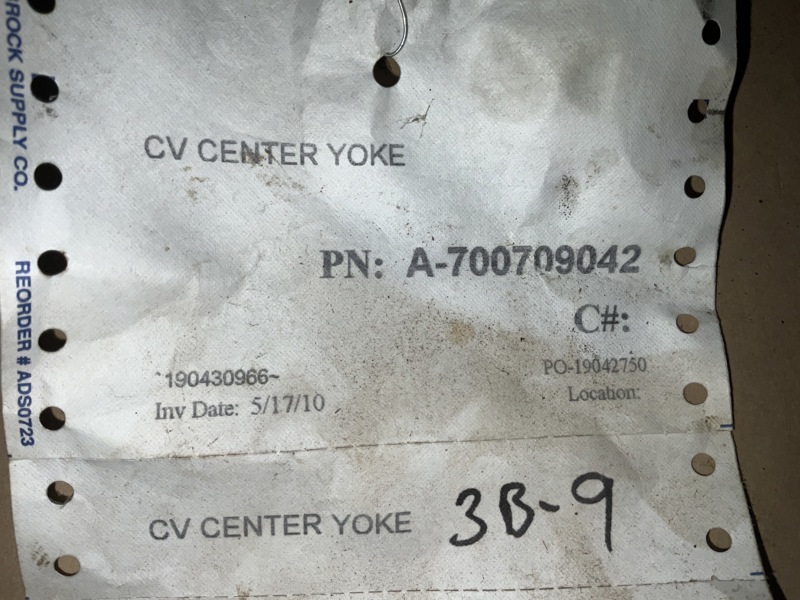 ROCK SUPPLY CO.
REORDER # ADS0723
CV CENTER YOKE
PN: A-700709042
C#:
`190430966~
PO-19042750
Inv Date: 5/17/10
Location:
CV CENTER YOKE
3B-9